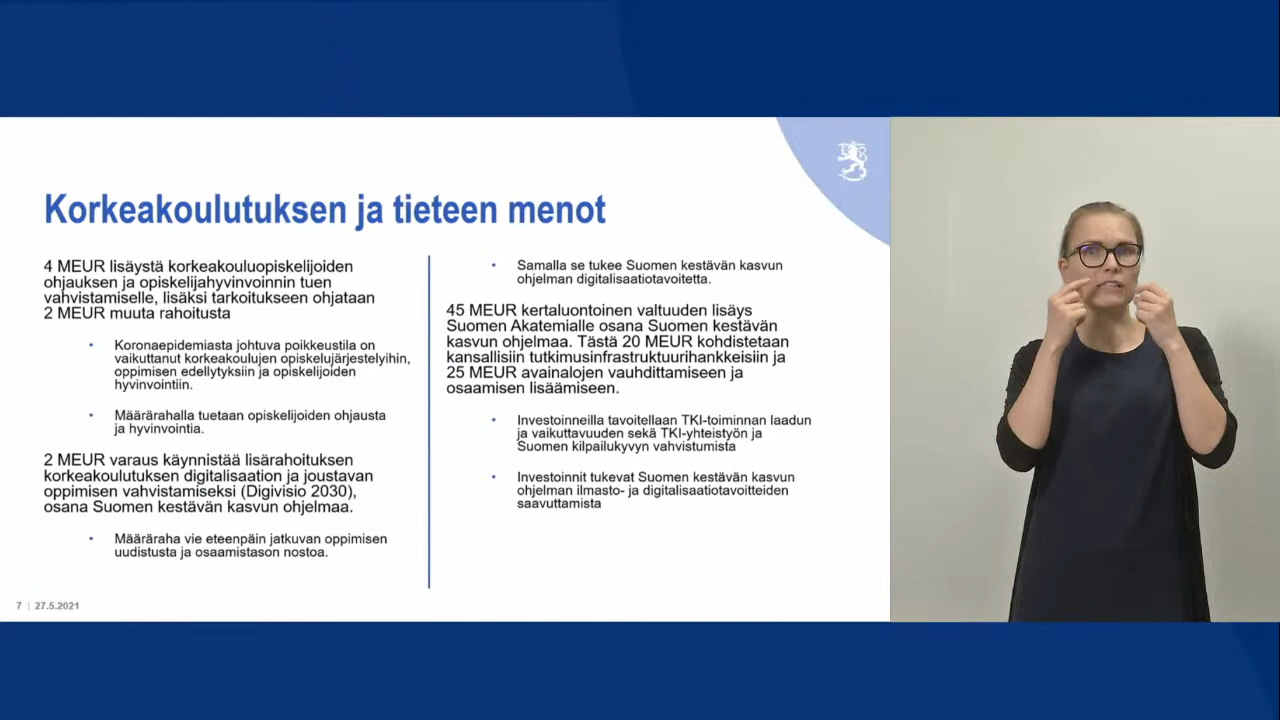 Korkeakoulutuksen ja tieteen menot
4 MEUR lisäystä korkeakouluopiskelijoiden
ohjauksen ja opiskelijahyvinvoinnin tuen
vahvistamiselle, lisäksi tarkoitukseen ohjataan
2 MEUR muuta rahoitusta
• Koronaepidemiasta johtuva poikkeustila on
vaikuttanut korkeakoulujen opiskelujärjestelyihin,
oppimisen edellytyksiin ja opiskelijoiden
hyvinvointiin.
• Määrärahalla tuetaan opiskelijoiden ohjausta
ja hyvinvointia.
2 MEUR varaus käynnistää lisärahoituksen
korkeakoulutuksen digitalisaation ja joustavan
oppimisen vahvistamiseksi (Digivisio 2030),
osana Suomen kestävän kasvun ohjelmaa.
• Määräraha vie eteenpäin jatkuvan oppimisen
uudistusta ja osaamistason nostoa.
• Samalla se tukee Suomen kestävän kasvun
ohjelman digitalisaatiotavoitetta.
45 MEUR kertaluontoinen valtuuden lisäys
Suomen Akatemialle osana Suomen kestävän
kasvun ohjelmaa. Tästä 20 MEUR kohdistetaan
kansallisiin tutkimusinfrastruktuurihankkeisiin ja
25 MEUR avainalojen vauhdittamiseen ja
osaamisen lisäämiseen.
• Investoinneilla tavoitellaan TKI-toiminnan laadun
ja vaikuttavuuden sekä TKI-yhteistyön ja
Suomen kilpailukyvyn vahvistumista
• Investoinnit tukevat Suomen kestävän kasvun
ohjelman ilmasto- ja digitalisaatiotavoitteiden
saavuttamista
7 | 27.5.2021